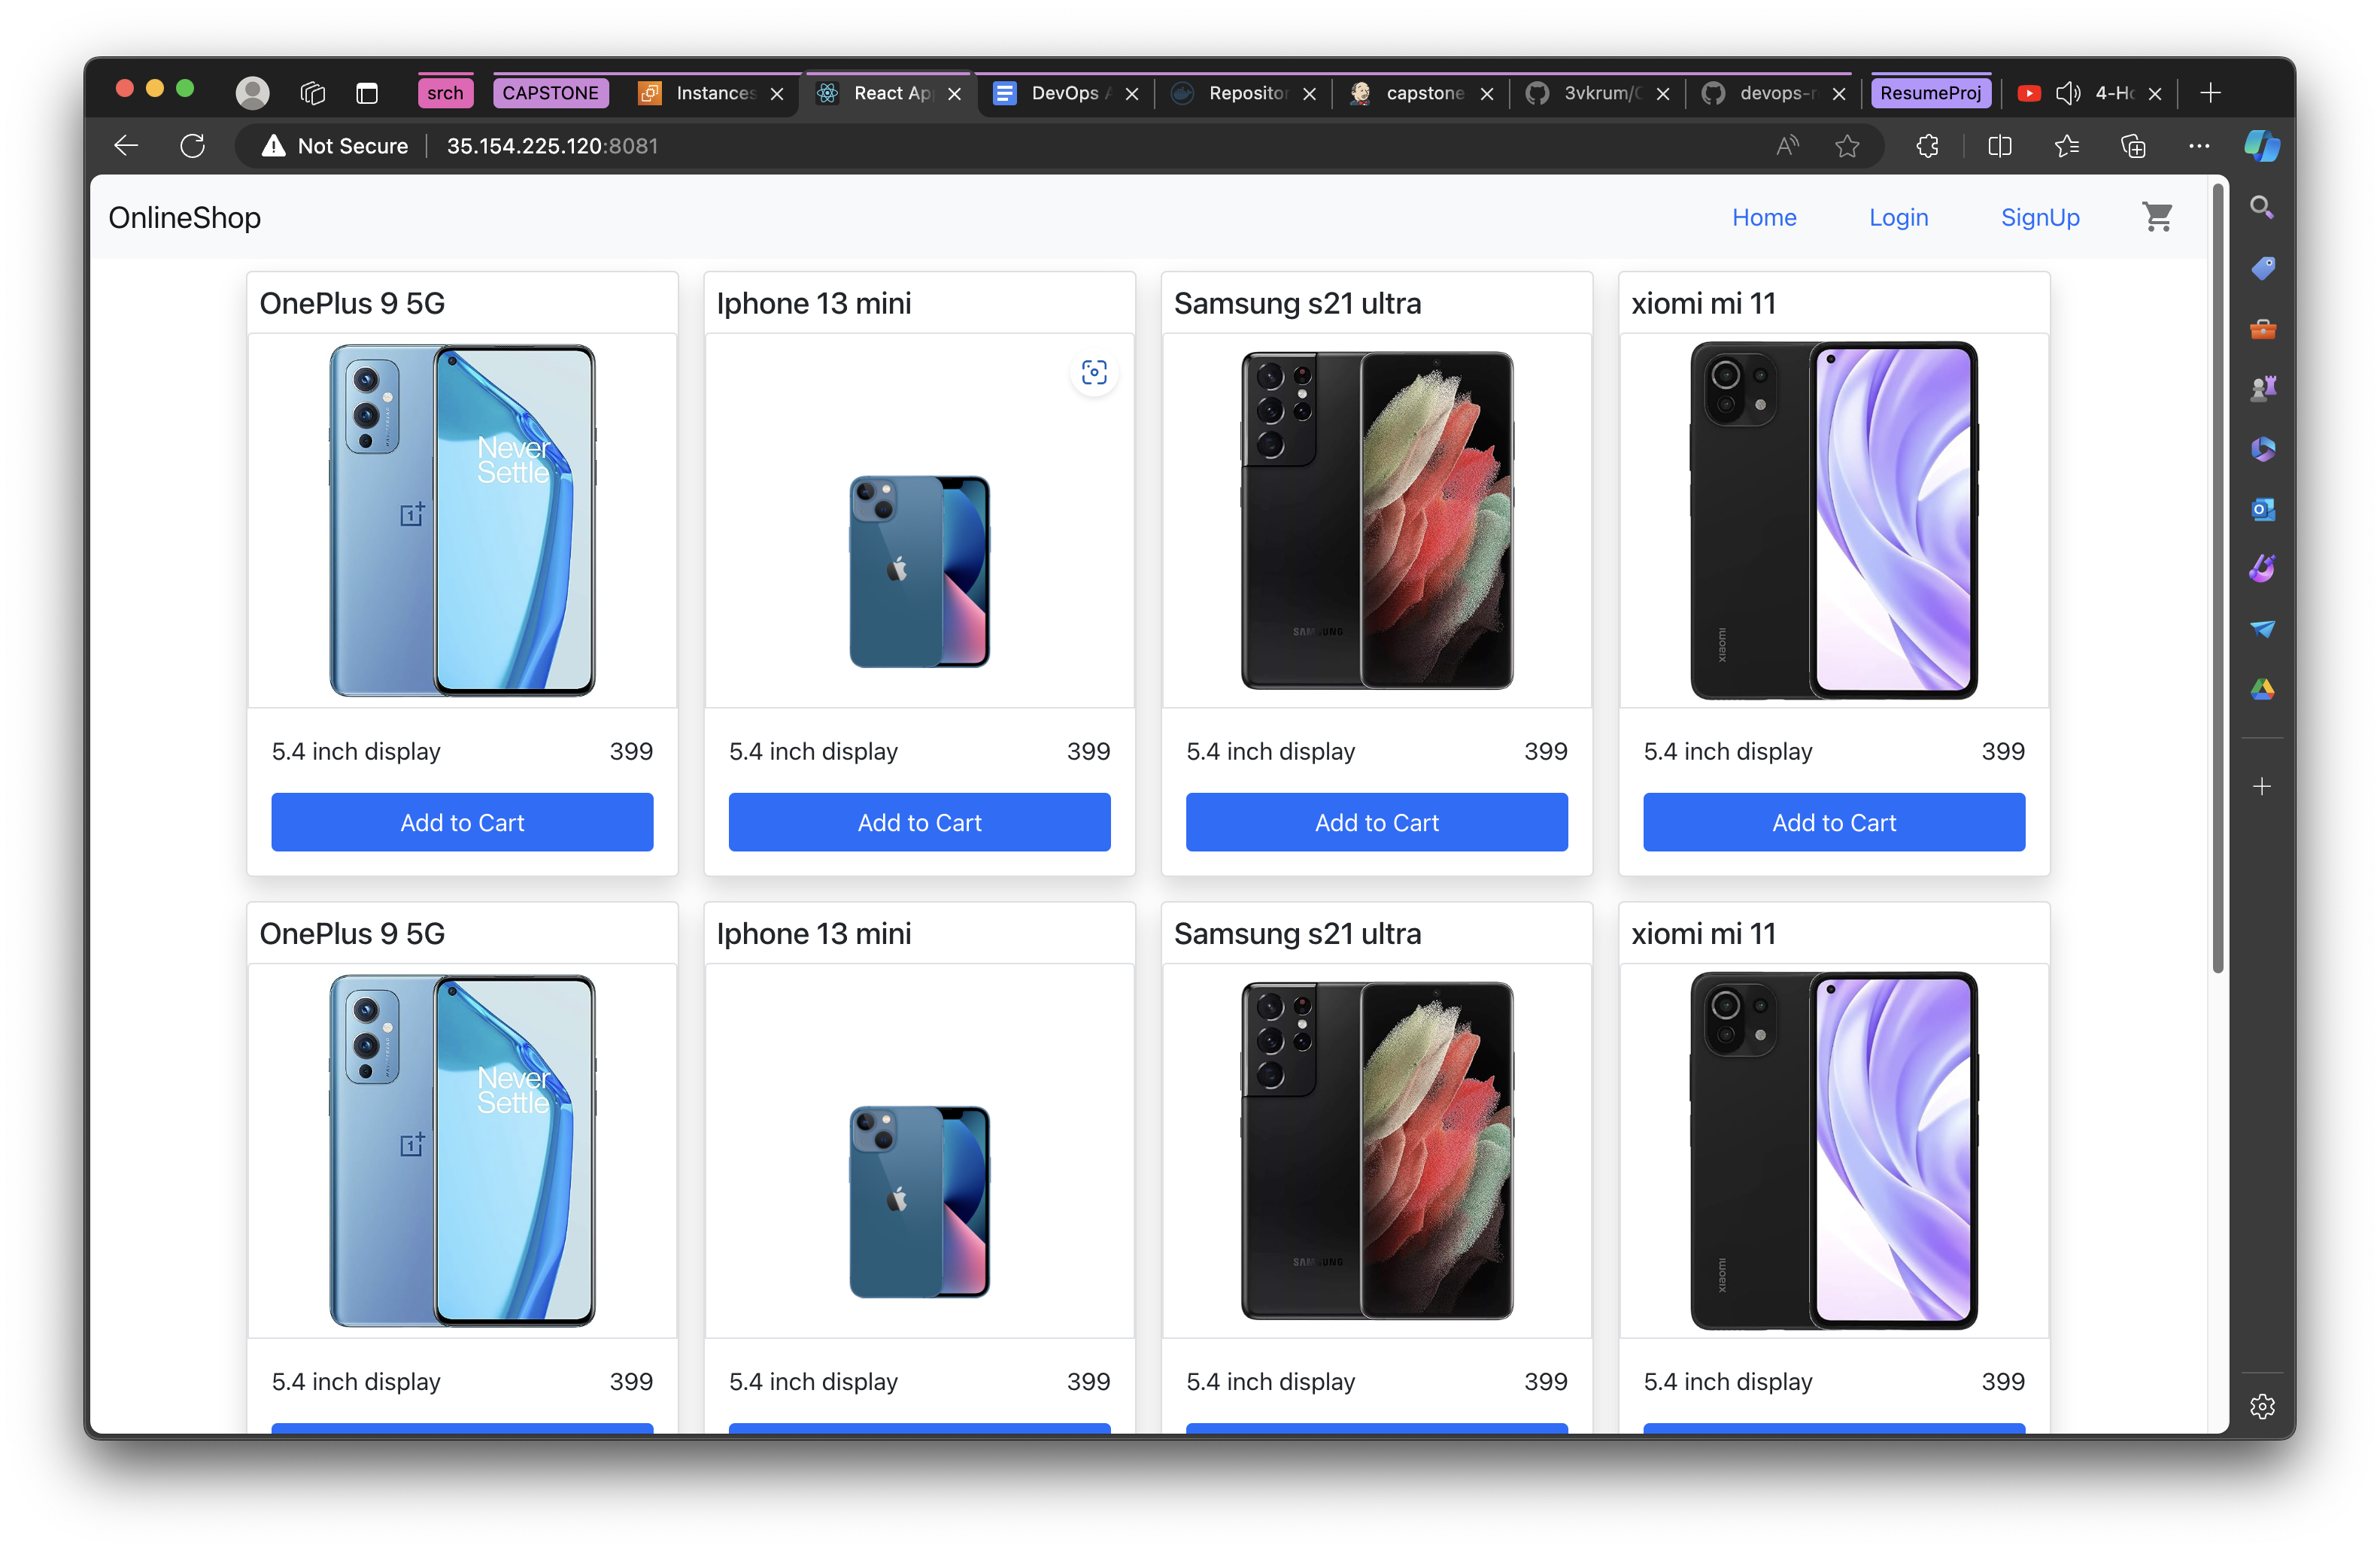 srch CAPSTONE Instances React Ap DevOps Repositor capstone 3vkrum/C devops-r ResumeProj 4-Ho
Not Secure 35.154.225.120:8081
OnlineShop Home Login SignUp
OnePlus 9 5G Iphone 13 mini Samsung s21 ultra xiomi mi 11
Never
Settle
SAMSUNG
xiaomi
5.4 inch display 399 5.4 inch display 399 5.4 inch display 399 5.4 inch display 399
Add to Cart Add to Cart Add to Cart Add to Cart
OnePlus 9 5G Iphone 13 mini Samsung s21 ultra xiomi mi 11
Never
Settle
SAMSUNG
xiaomi
5.4 inch display 399 5.4 inch display 399 5.4 inch display 399 5.4 inch display 399